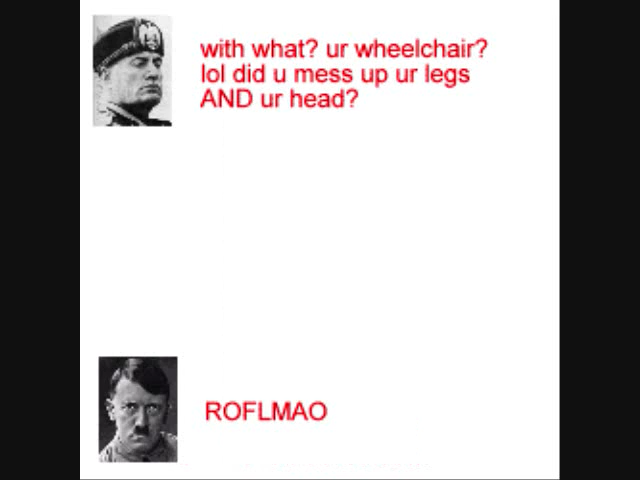 with what? ur wheelchair?
lol did u mess up ur legs
AND ur head?
ROFLMAO